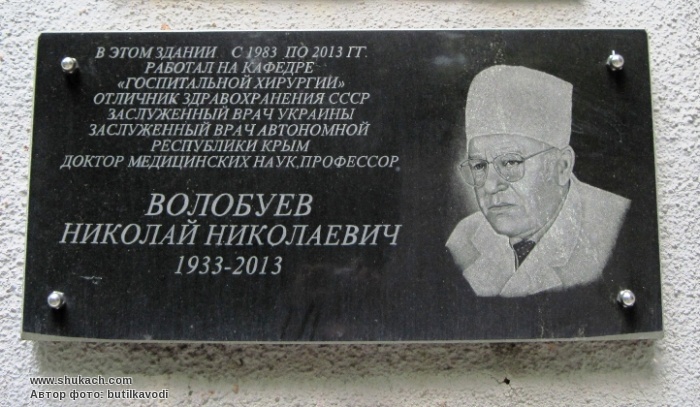 В ЭТОМ ЗДАНИИ С 1983 ПО 2013 ГГ.
РАБОТАЛ НА КАФЕДРЕ
«ГОСПИТАЛЬНОЙ ХИРУРГИИ»
ОТЛИЧНИК ЗДРАВОХРАНЕНИЯ СССР
ЗАСЛУЖЕННЫЙ ВРАЧ УКРАИНЫ
ЗАСЛУЖЕННЫЙ ВРАЧ АВТОНОМНОЙ
РЕСПУБЛИКИ КРЫМ
ДОКТОР МЕДИЦИНСКИХ НАУК,ПРОФЕССОР
ВОЛОБУЕВ
НИКОЛАЙ НИКОЛАЕВИЧ
1933-2013
www.shukach.com
Автор фото: butilkavodi